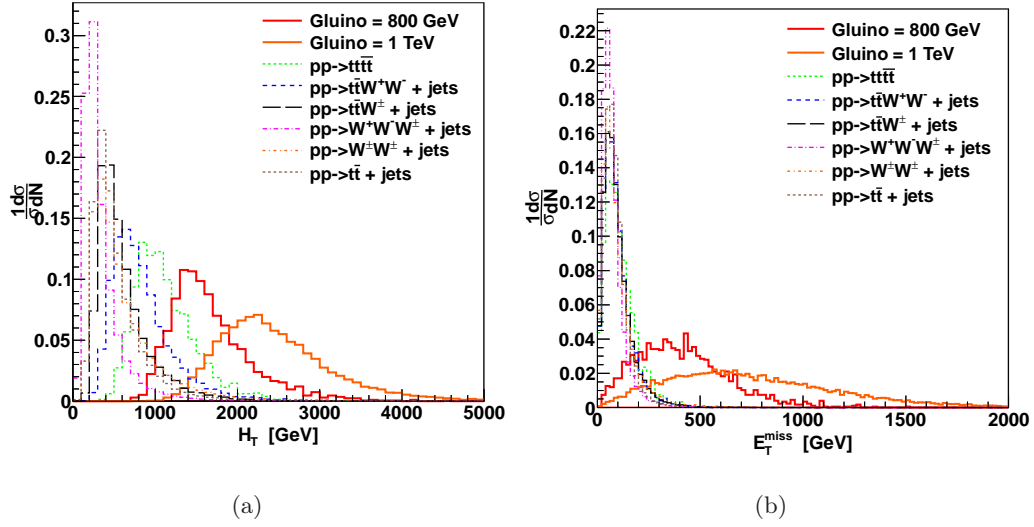 1dσ
σdN
0.3
0.25
0.2
0.15
0.1
0.05
0
0 1000 2000 3000 4000 5000
H_T [GeV]
Gluino = 800 GeV
Gluino = 1 TeV
pp->ttt̄t̄
pp->tt̄W⁺W⁻ + jets
pp->tt̄W± + jets
pp->W⁺W⁻W± + jets
pp->W±W± + jets
pp->tt̄ + jets
(a)
1dσ
σdN
0.22
0.2
0.18
0.16
0.14
0.12
0.1
0.08
0.06
0.04
0.02
0
0 500 1000 1500 2000
E_T^miss [GeV]
Gluino = 800 GeV
Gluino = 1 TeV
pp->ttt̄t̄
pp->tt̄W⁺W⁻ + jets
pp->tt̄W± + jets
pp->W⁺W⁻W± + jets
pp->W±W± + jets
pp->tt̄ + jets
(b)